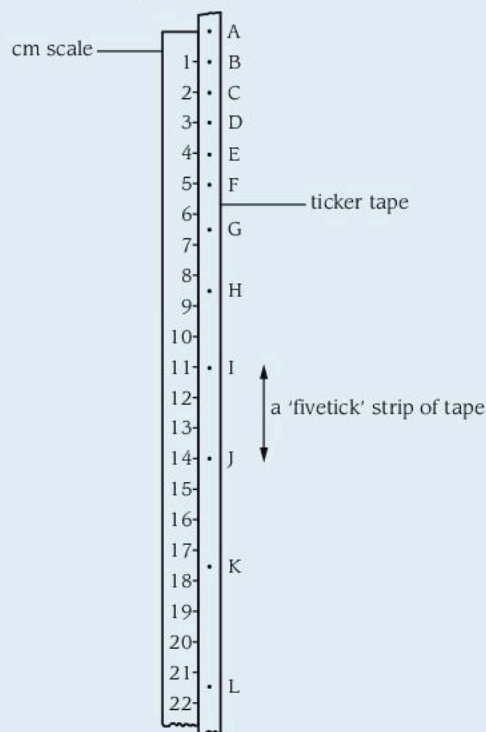 A
cm scale
1 B
2 C
3 D
4 E
5 F
ticker tape
6
G
7
8
H
9
10
11 I
12
a 'fivetick' strip of tape
13
14 J
15
16
17
K
18
19
20
21
L
22